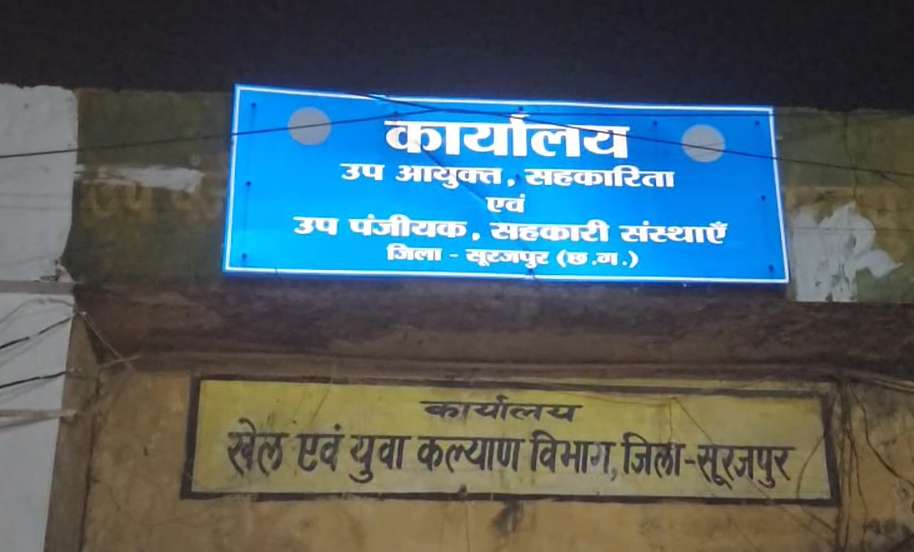 कार्यालय
उप आयुक्त, सहकारिता
एवं
उप पंजीयक, सहकारी संस्थाएँ
जिला - सूरजपुर (छ.ग.)
कार्यालय
खेल एवं युवा कल्याण विभाग, जिला-सूरजपुर